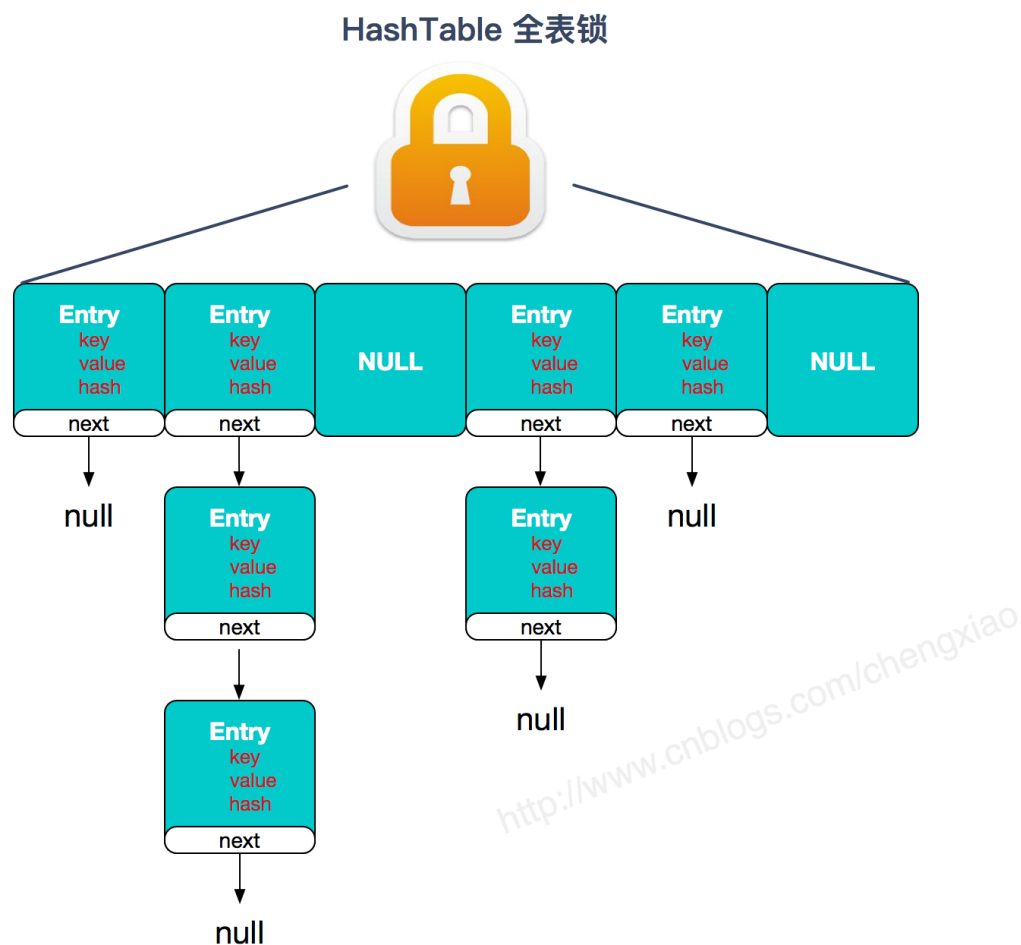 HashTable 全表锁
Entry
key
value
hash
next
Entry
key
value
hash
next
NULL
Entry
key
value
hash
next
Entry
key
value
hash
next
NULL
null
Entry
key
value
hash
next
Entry
key
value
hash
next
null
Entry
key
value
hash
next
null
null
http://www.cnblogs.com/chengxiao